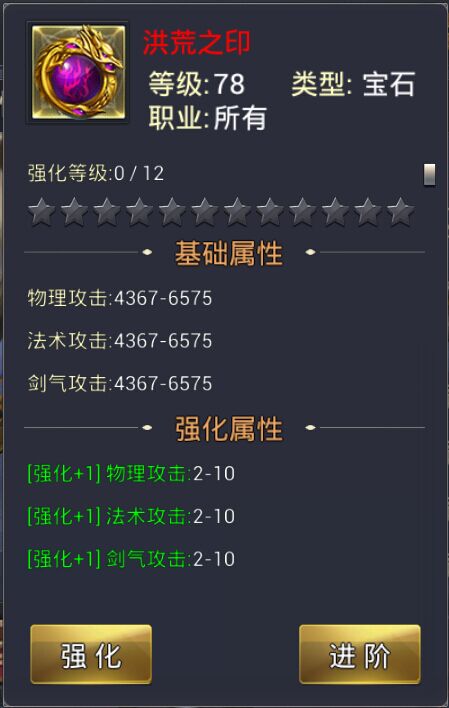 洪荒之印
等级:78 类型: 宝石
职业:所有
强化等级:0 / 12
基础属性
物理攻击:4367-6575
法术攻击:4367-6575
剑气攻击:4367-6575
强化属性
[强化+1] 物理攻击:2-10
[强化+1] 法术攻击:2-10
[强化+1] 剑气攻击:2-10
强 化 进 阶